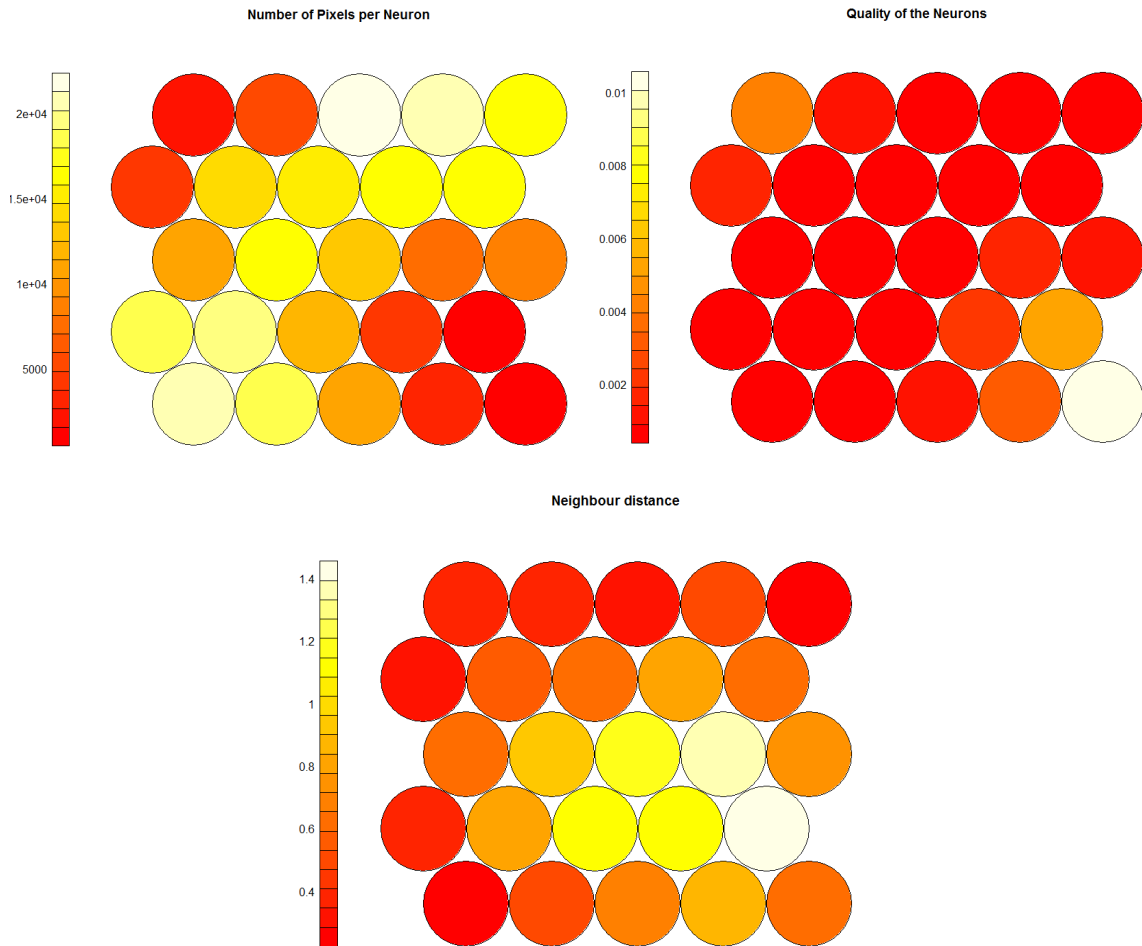 Number of Pixels per Neuron
2e+04
1.5e+04
1e+04
5000
Quality of the Neurons
0.01
0.008
0.006
0.004
0.002
Neighbour distance
1.4
1.2
1
0.8
0.6
0.4